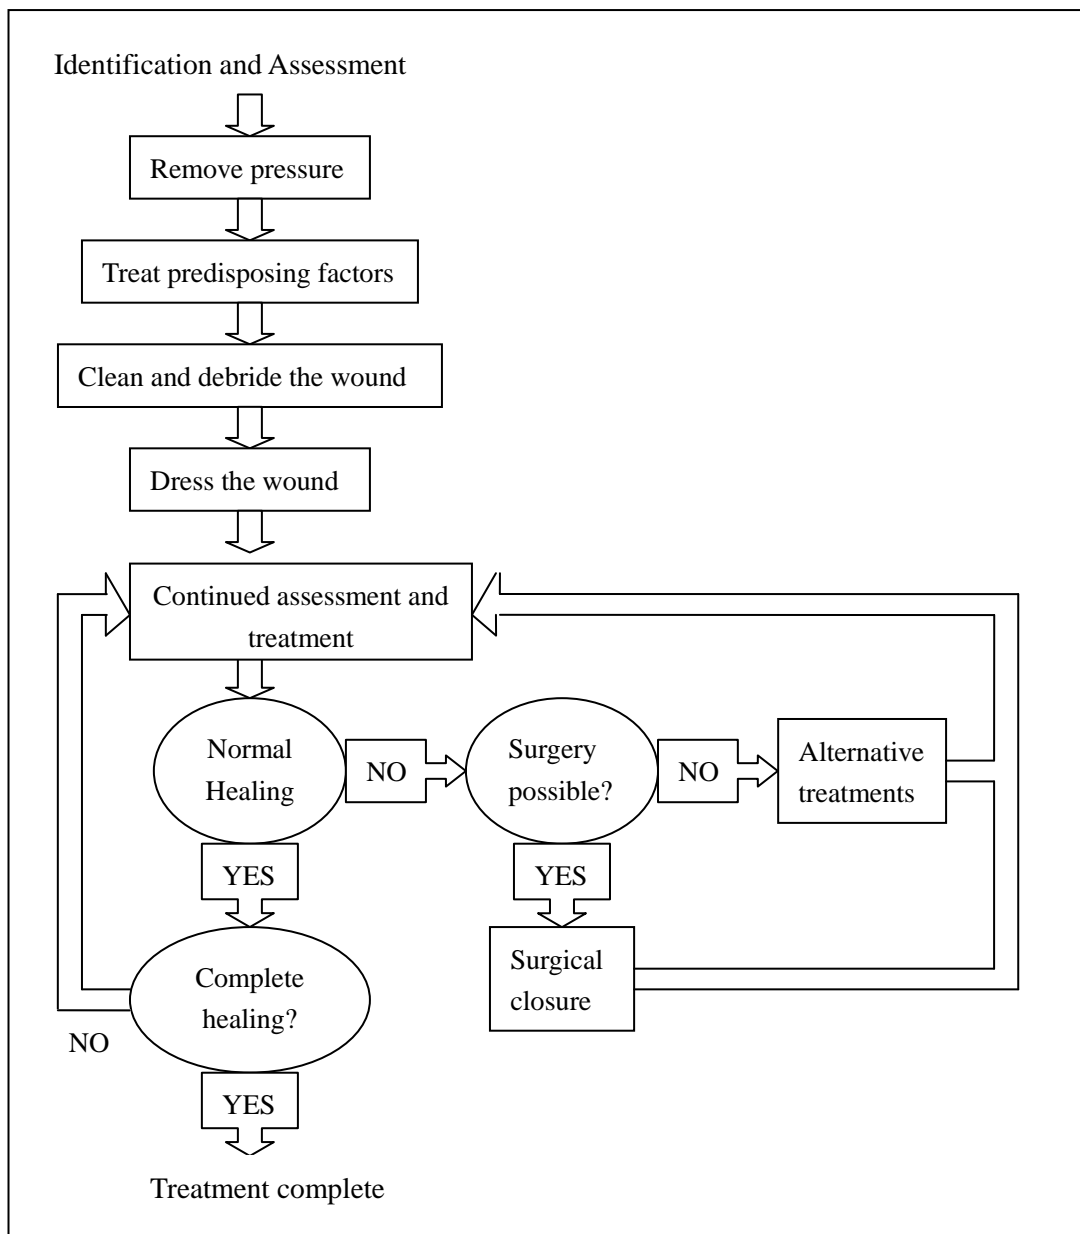 Identification and Assessment
Remove pressure
Treat predisposing factors
Clean and debride the wound
Dress the wound
Continued assessment and
treatment
Normal
Healing
NO
Surgery
possible?
NO
Alternative
treatments
YES
YES
Complete
healing?
Surgical
closure
NO
YES
Treatment complete